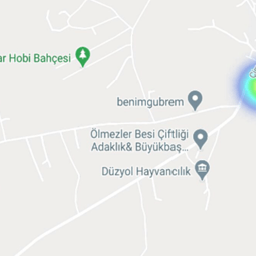 ar Hobi Bahçesi
benimgubrem
Ölmezler Besi Çiftliği
Adaklık& Büyükbaş...
Düzyol Hayvancılık